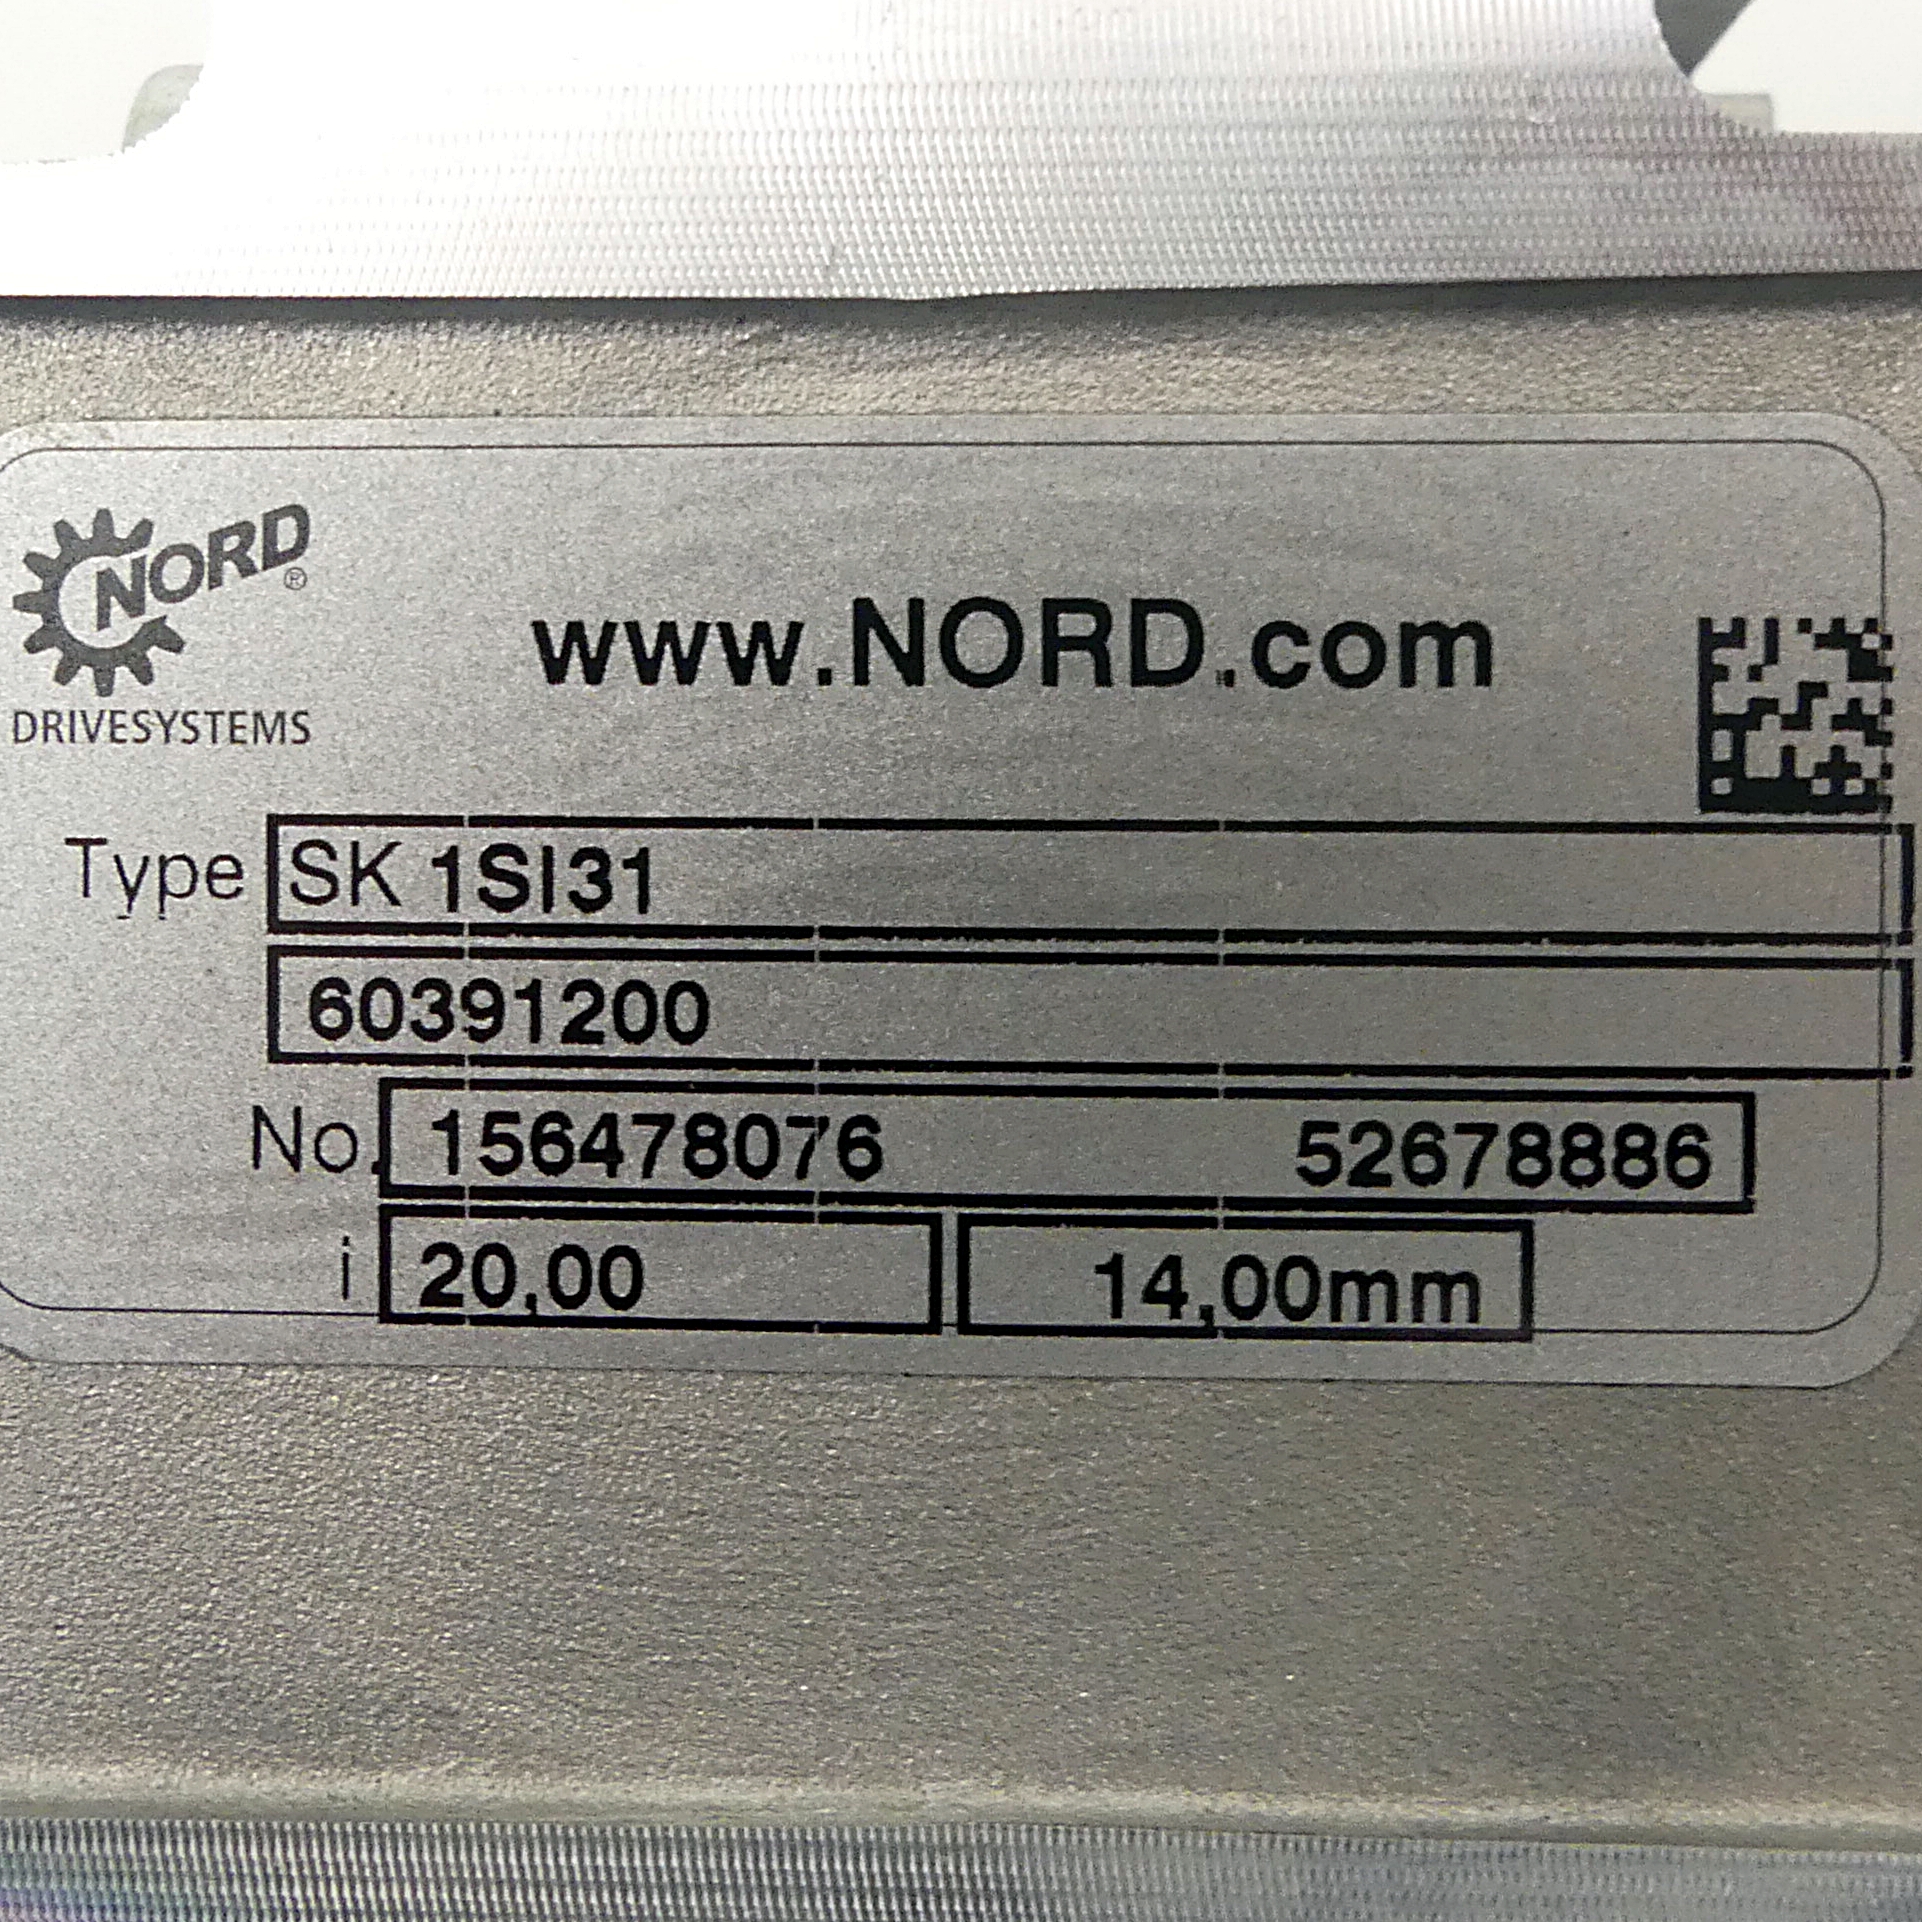 NORD®
DRIVESYSTEMS
www.NORD.com
Type SK 1SI31
60391200
No. 156478076 52678886
i 20,00 14,00mm